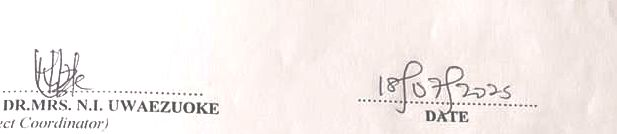 18/07/2025
DR.MRS. N.I. UWAEZUOKE
DATE
ect Coordinator)